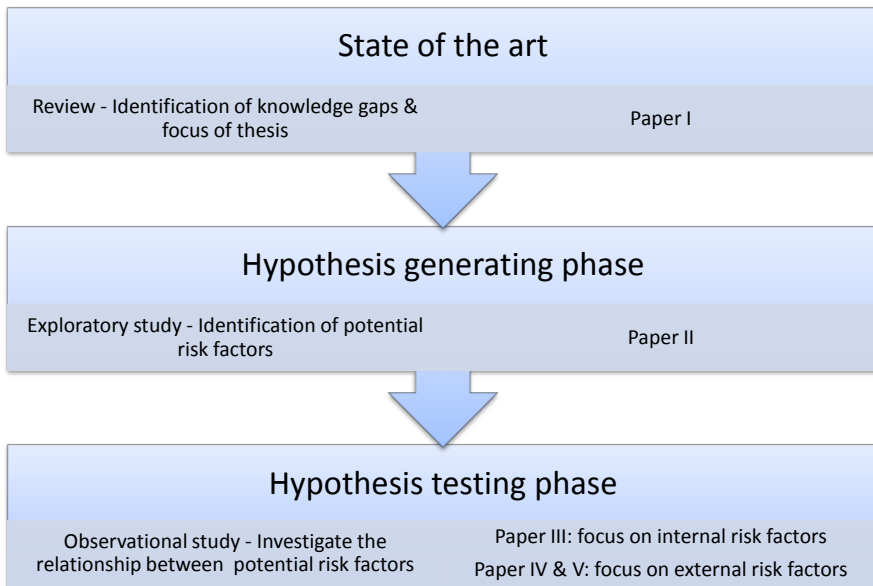 State of the art
Review - Identification of knowledge gaps &
focus of thesis
Paper I
Hypothesis generating phase
Exploratory study - Identification of potential
risk factors
Paper II
Hypothesis testing phase
Observational study - Investigate the
relationship between potential risk factors
Paper III: focus on internal risk factors
Paper IV & V: focus on external risk factors